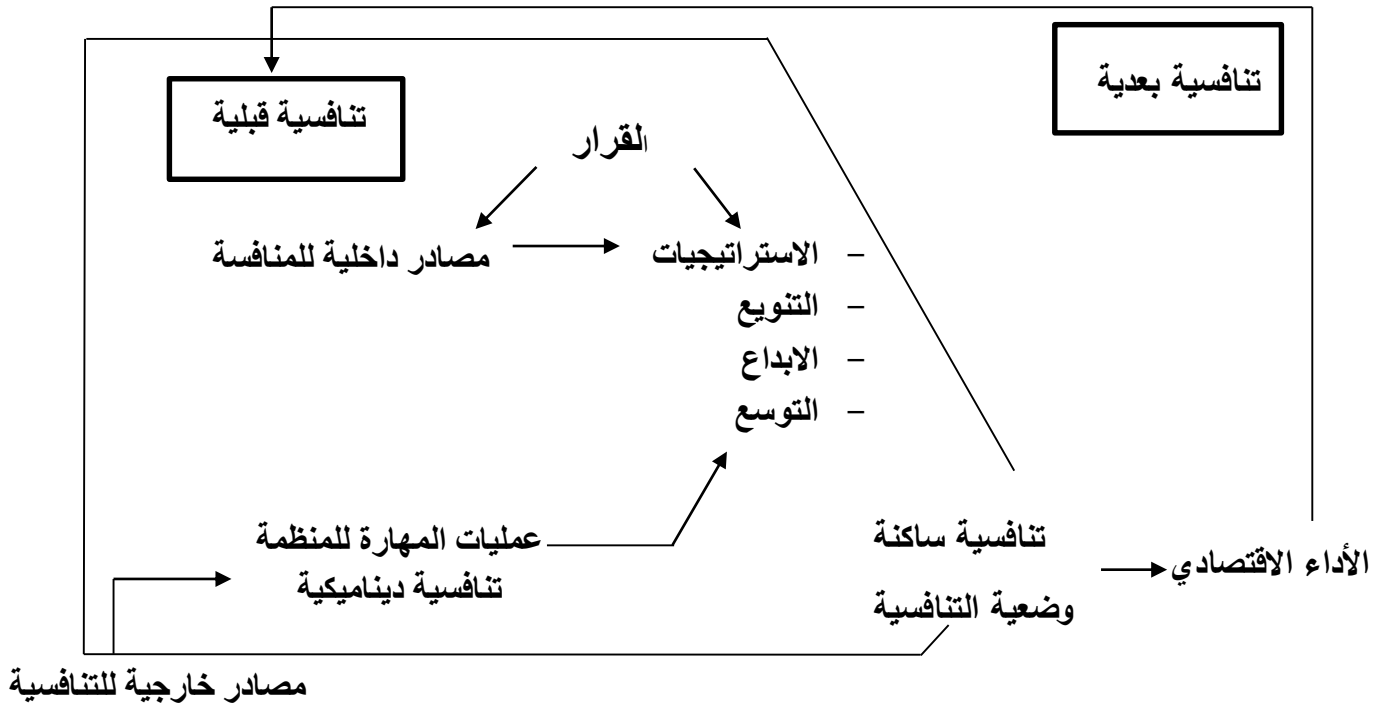 تنافسية بعدية
تنافسية قبلية
القرار
مصادر داخلية للمنافسة
– الاستراتيجيات
– التنويع
– الابداع
– التوسع
عمليات المهارة للمنظمة
تنافسية ديناميكية
تنافسية ساكنة
وضعية التنافسية
الأداء الاقتصادي
مصادر خارجية للتنافسية